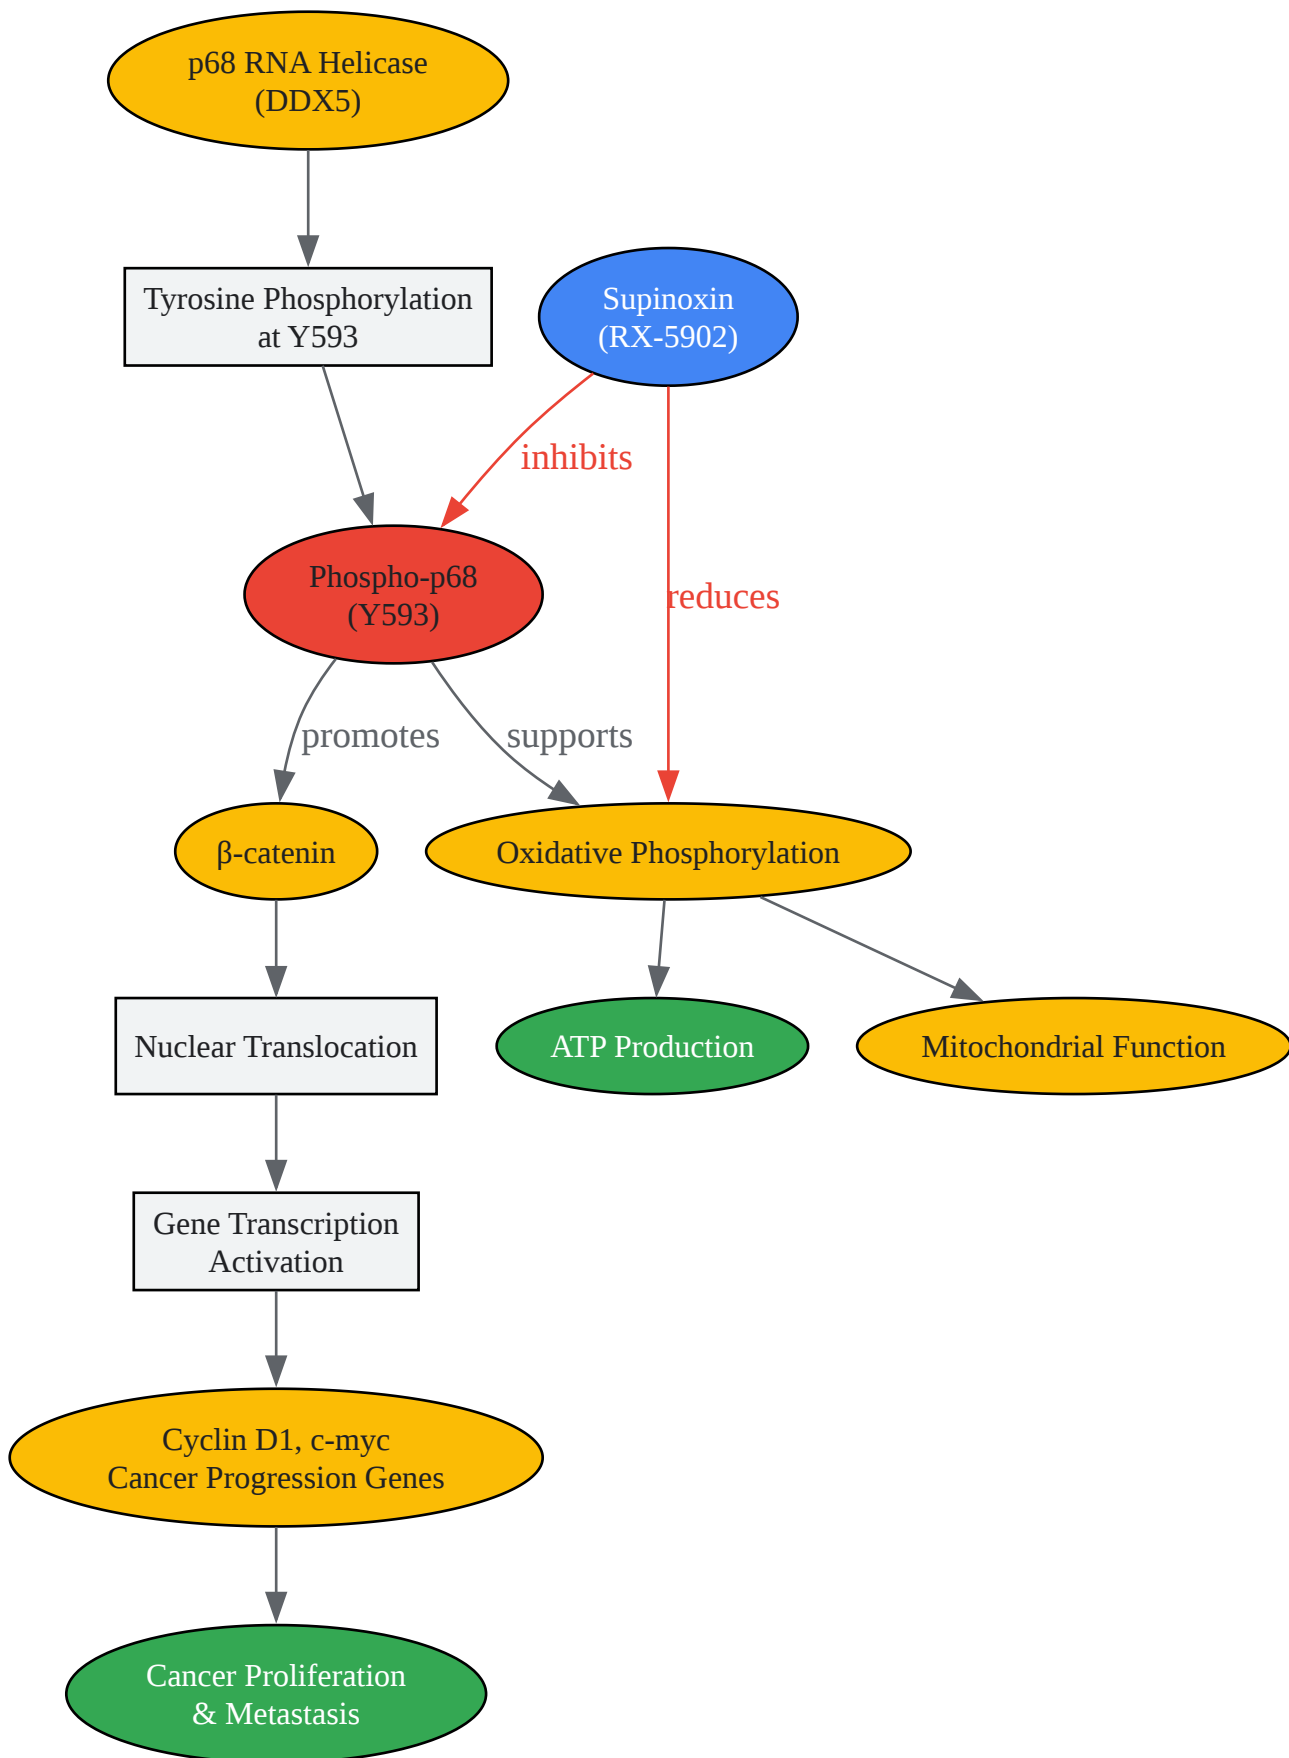 p68 RNA Helicase
(DDX5)
Tyrosine Phosphorylation
at Y593
Supinoxin
(RX-5902)
inhibits
Phospho-p68
(Y593)
reduces
promotes
supports
β-catenin
Oxidative Phosphorylation
Nuclear Translocation
ATP Production
Mitochondrial Function
Gene Transcription
Activation
Cyclin D1, c-myc
Cancer Progression Genes
Cancer Proliferation
& Metastasis